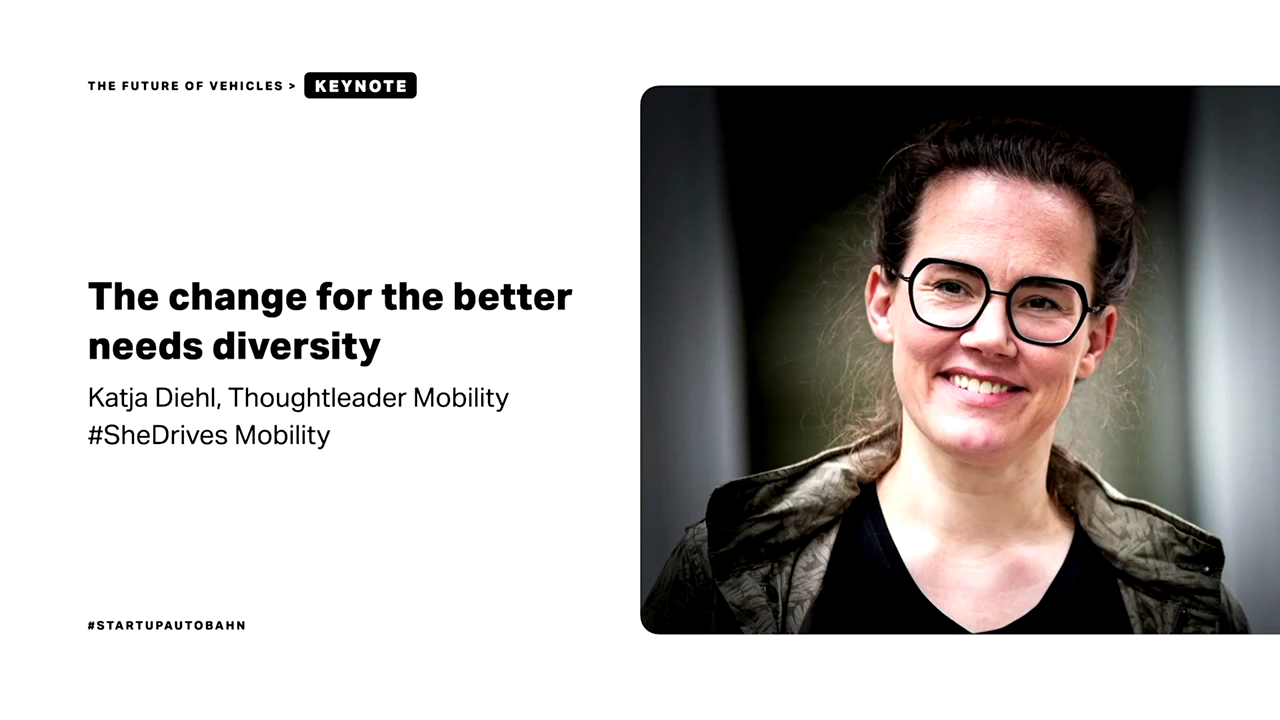 THE FUTURE OF VEHICLES > KEYNOTE
The change for the better
needs diversity
Katja Diehl, Thoughtleader Mobility
#SheDrives Mobility
#STARTUPAUTOBAHN